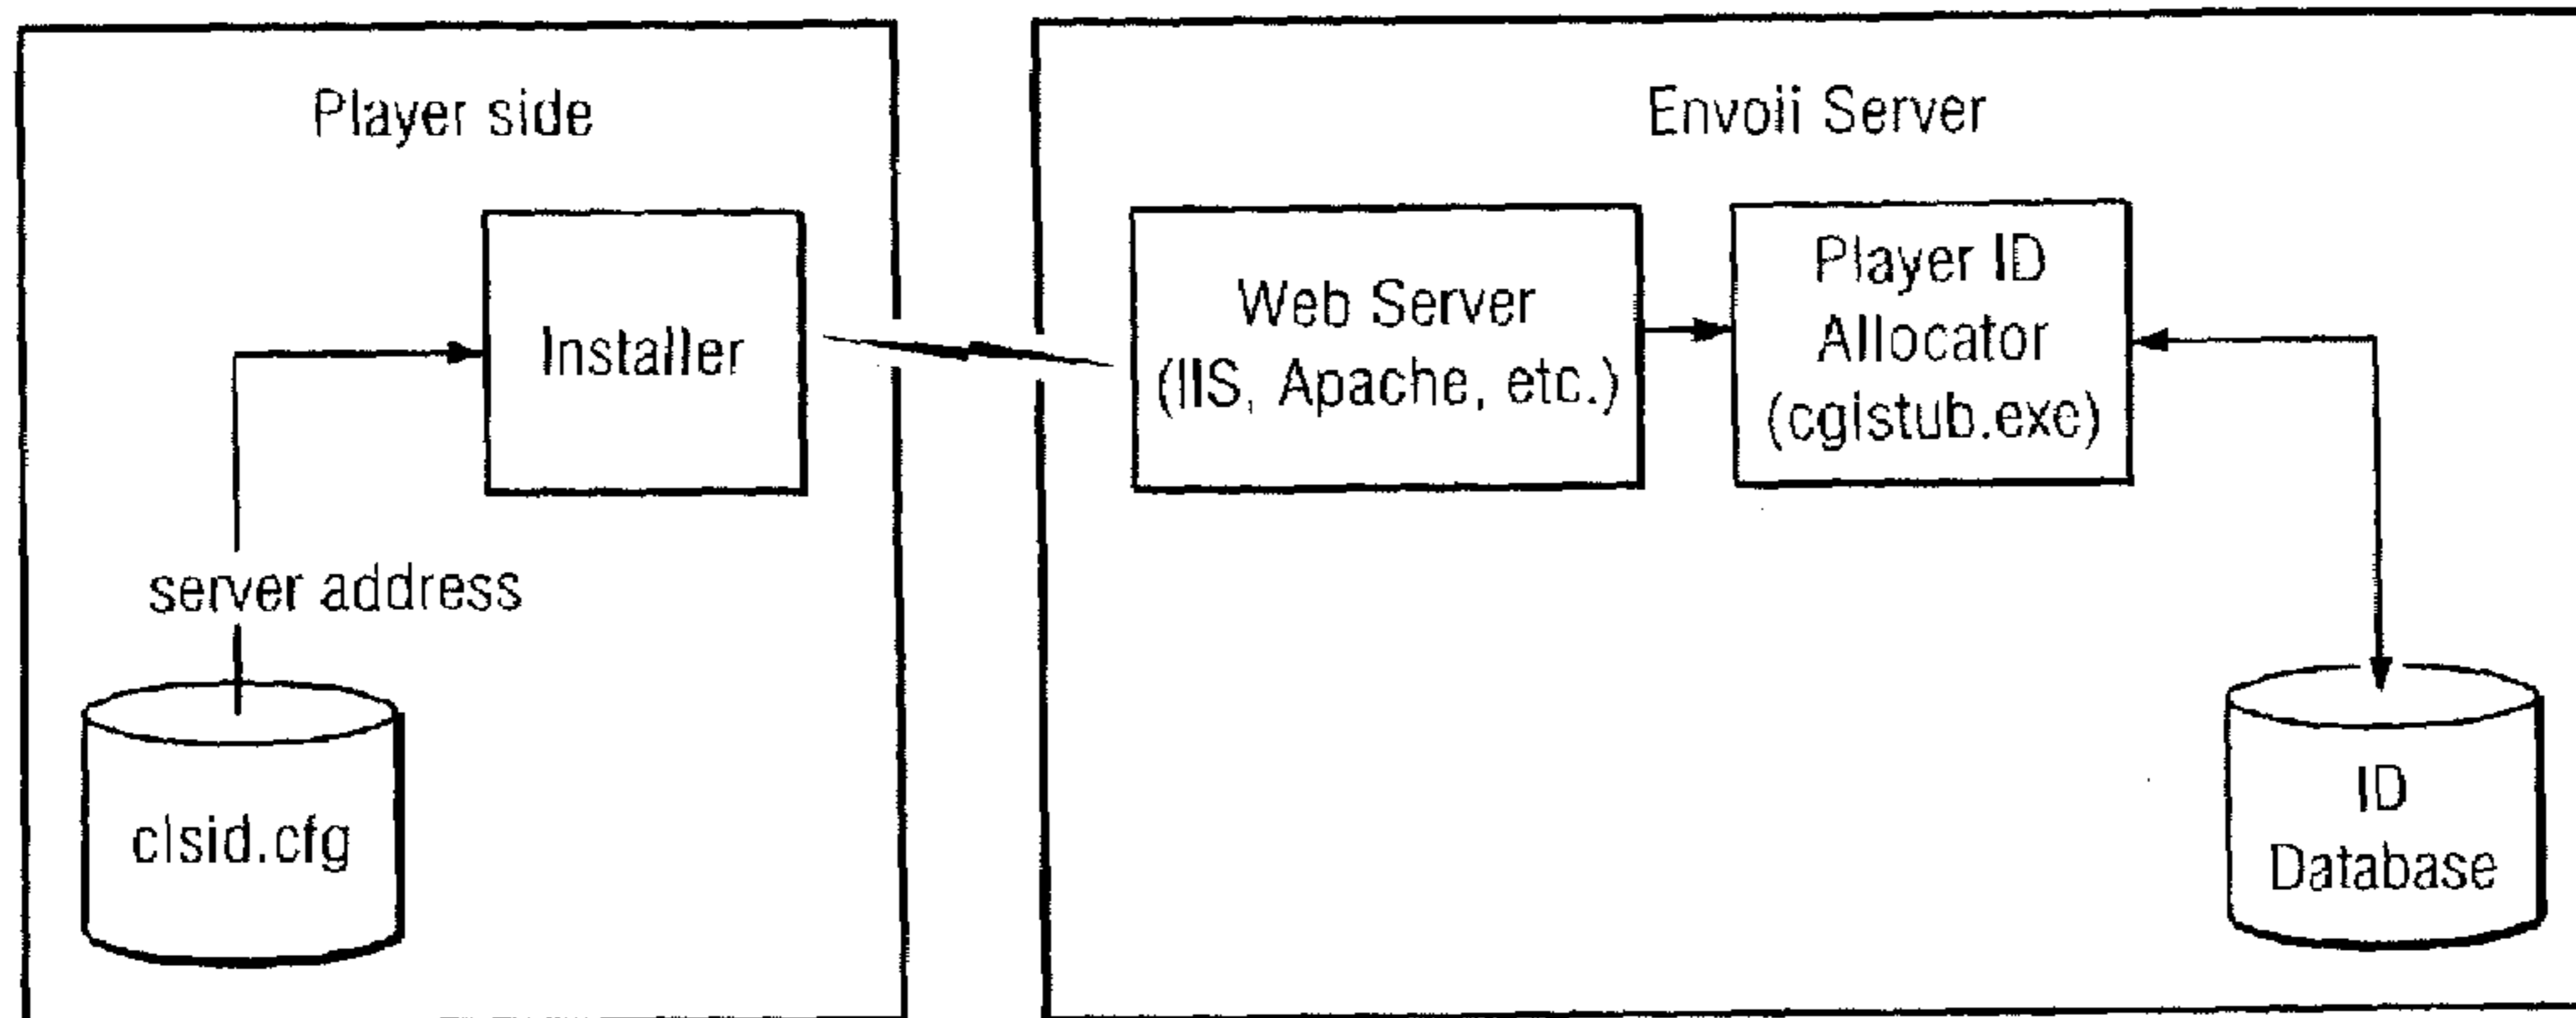 Player side
Envoii Server
Installer
Web Server
(IIS, Apache, etc.)
Player ID
Allocator
(cgistub.exe)
server address
clsid.cfg
ID
Database